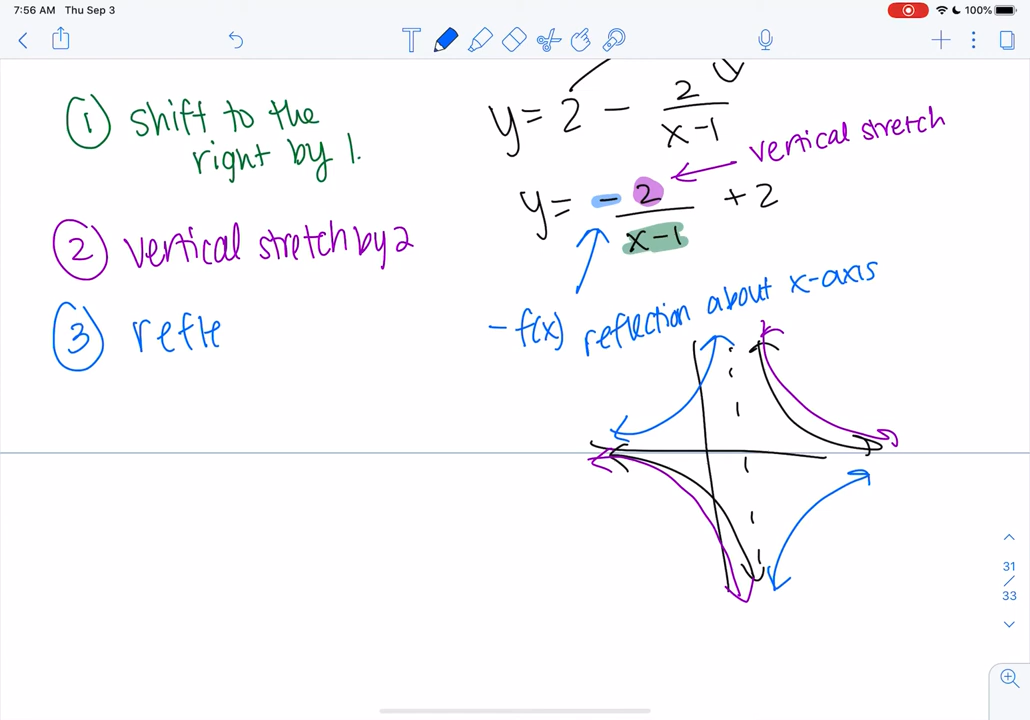 7:56 AM Thu Sep 3
100%
T
y = 2 - 2/(x-1)
① shift to the
right by 1.
vertical stretch
y = -2/(x-1) + 2
② vertical stretch by 2
③ refle
-f(x) reflection about x-axis
31
/
33